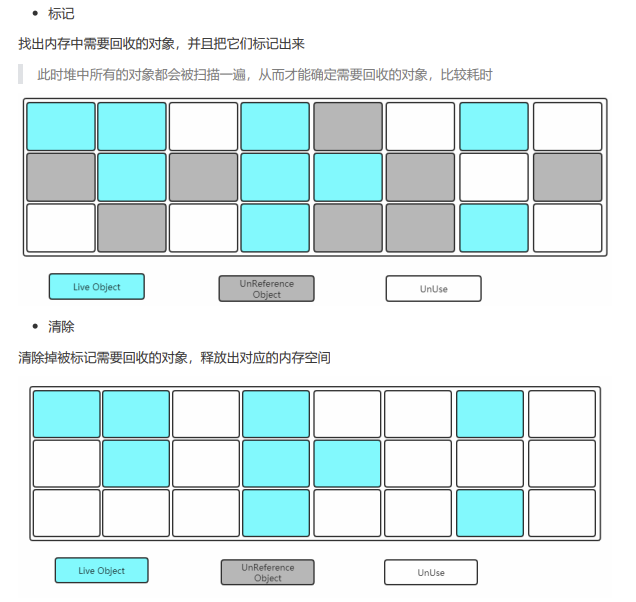 标记
找出内存中需要回收的对象，并且把它们标记出来
此时堆中所有的对象都会被扫描一遍，从而才能确定需要回收的对象，比较耗时
Live Object
UnReference
Object
UnUse
清除
清除掉被标记需要回收的对象，释放出对应的内存空间
Live Object
UnReference
Object
UnUse